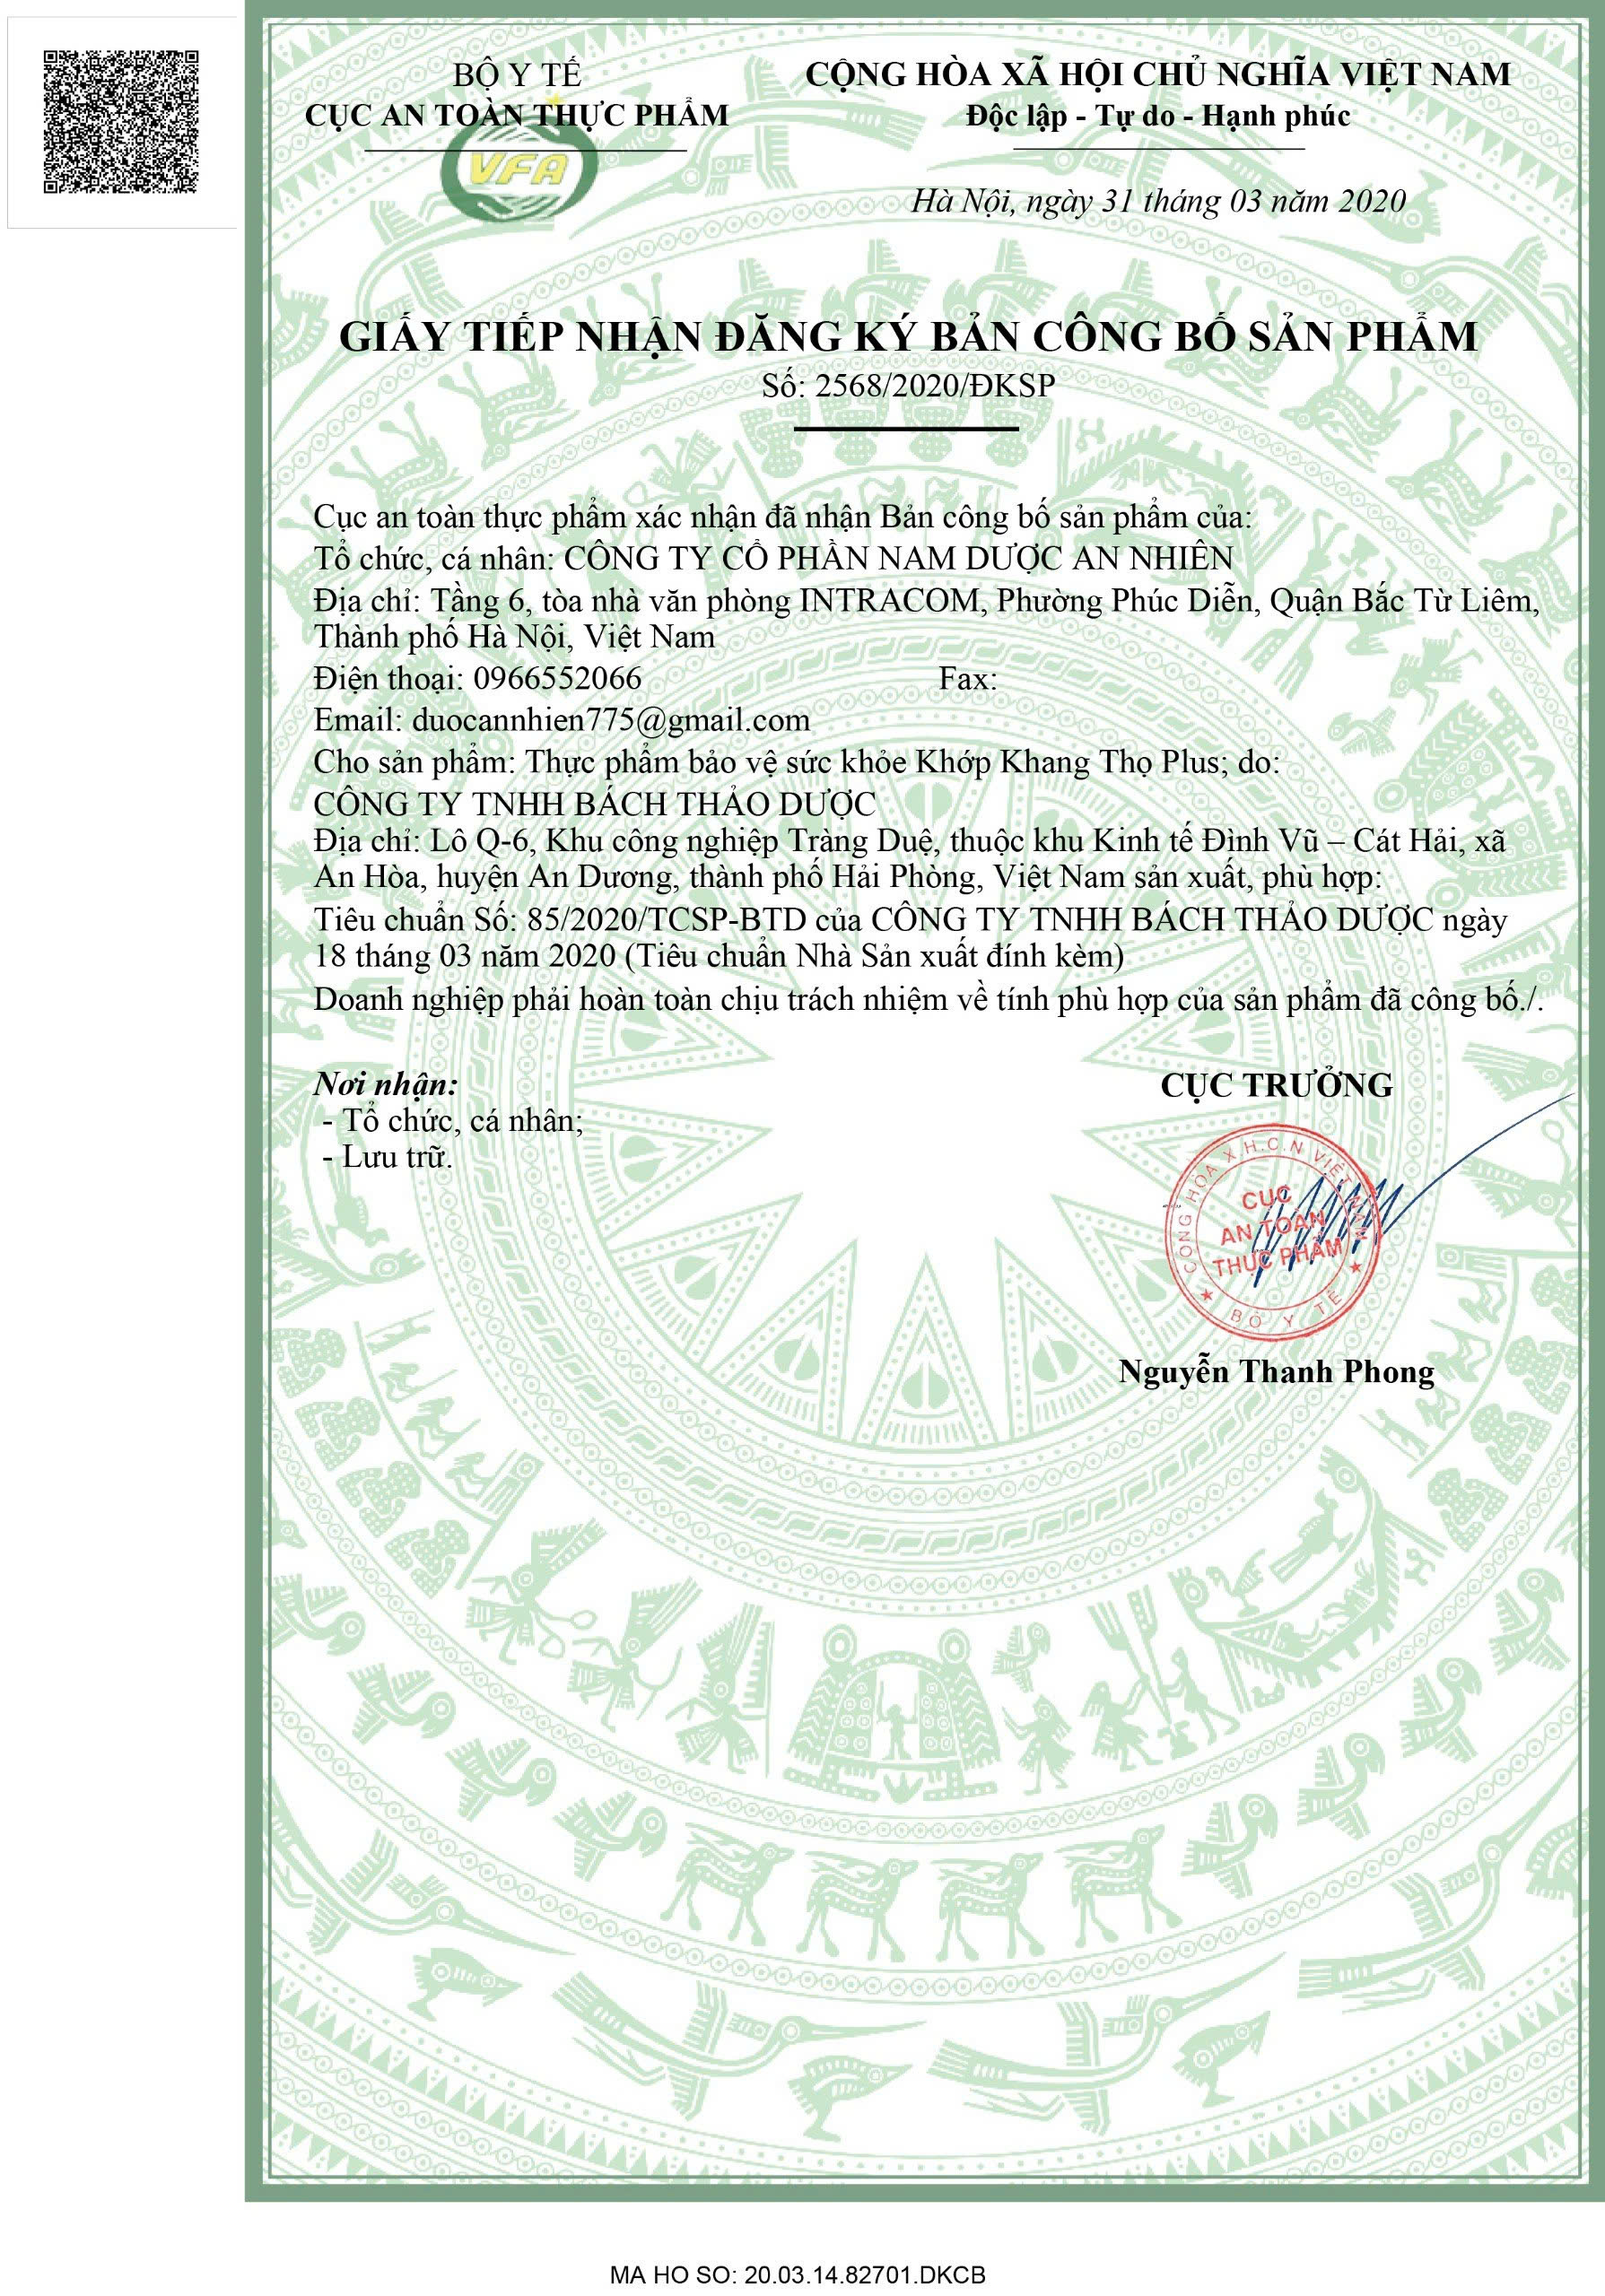 BỘ Y TẾ
CỤC AN TOÀN THỰC PHẨM
VFA
CỘNG HÒA XÃ HỘI CHỦ NGHĨA VIỆT NAM
Độc lập - Tự do - Hạnh phúc
Hà Nội, ngày 31 tháng 03 năm 2020
GIẤY TIẾP NHẬN ĐĂNG KÝ BẢN CÔNG BỐ SẢN PHẨM
Số: 2568/2020/ĐKSP
Cục an toàn thực phẩm xác nhận đã nhận Bản công bố sản phẩm của:
Tổ chức, cá nhân: CÔNG TY CỔ PHẦN NAM DƯỢC AN NHIÊN
Địa chỉ: Tầng 6, tòa nhà văn phòng INTRACOM, Phường Phúc Diễn, Quận Bắc Từ Liêm,
Thành phố Hà Nội, Việt Nam
Điện thoại: 0966552066 Fax:
Email: duocannhien775@gmail.com
Cho sản phẩm: Thực phẩm bảo vệ sức khỏe Khớp Khang Thọ Plus; do:
CÔNG TY TNHH BÁCH THẢO DƯỢC
Địa chỉ: Lô Q-6, Khu công nghiệp Tràng Duệ, thuộc khu Kinh tế Đình Vũ – Cát Hải, xã
An Hòa, huyện An Dương, thành phố Hải Phòng, Việt Nam sản xuất, phù hợp:
Tiêu chuẩn Số: 85/2020/TCSP-BTD của CÔNG TY TNHH BÁCH THẢO DƯỢC ngày
18 tháng 03 năm 2020 (Tiêu chuẩn Nhà Sản xuất đính kèm)
Doanh nghiệp phải hoàn toàn chịu trách nhiệm về tính phù hợp của sản phẩm đã công bố./.
Nơi nhận:
- Tổ chức, cá nhân;
- Lưu trữ.
CỤC TRƯỞNG
CỘNG HÒA X.H.C.N VIỆT NAM
CỤC
AN TOÀN
THỰC PHẨM
BỘ Y TẾ
Nguyễn Thanh Phong
MA HO SO: 20.03.14.82701.DKCB